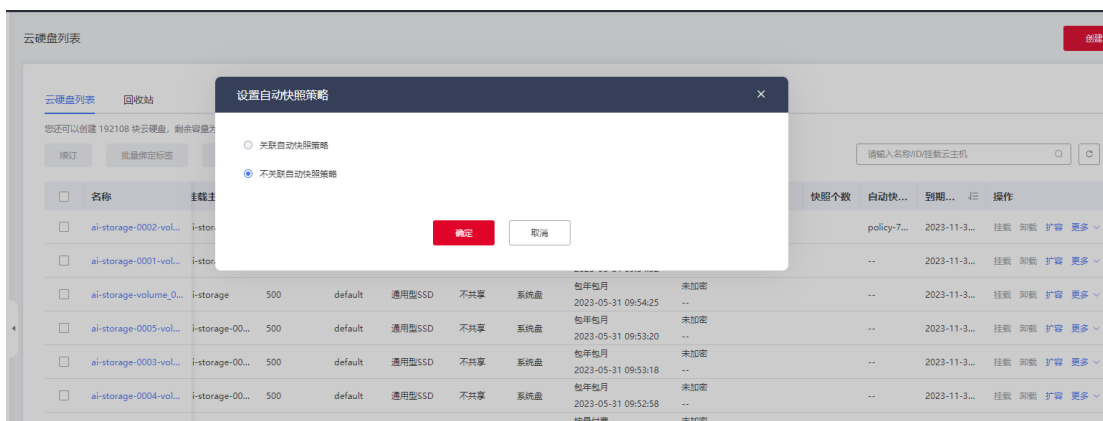 云硬盘列表
创建
云硬盘列表 回收站
您还可以创建 192108 块云硬盘，剩余容量为
续订 批量绑定标签
请输入名称/ID/挂载云主机
设置自动快照策略 ×
关联自动快照策略
不关联自动快照策略
确定 取消
名称 挂载主 快照个数 自动快... 到期... 操作
ai-storage-0002-vol... i-stor policy-7... 2023-11-3... 挂载 卸载 扩容 更多
ai-storage-0001-vol... i-stor -- 2023-11-3... 挂载 卸载 扩容 更多
ai-storage-volume_0... i-storage 500 default 通用型SSD 不共享 系统盘 包年包月 未加密 -- 2023-11-3... 挂载 卸载 扩容 更多
2023-05-31 09:54:25 --
ai-storage-0005-vol... i-storage-00... 500 default 通用型SSD 不共享 系统盘 包年包月 未加密 -- 2023-11-3... 挂载 卸载 扩容 更多
2023-05-31 09:53:20 --
ai-storage-0003-vol... i-storage-00... 500 default 通用型SSD 不共享 系统盘 包年包月 未加密 -- 2023-11-3... 挂载 卸载 扩容 更多
2023-05-31 09:53:18 --
ai-storage-0004-vol... i-storage-00... 500 default 通用型SSD 不共享 系统盘 包年包月 未加密 -- 2023-11-3... 挂载 卸载 扩容 更多
2023-05-31 09:52:58 --